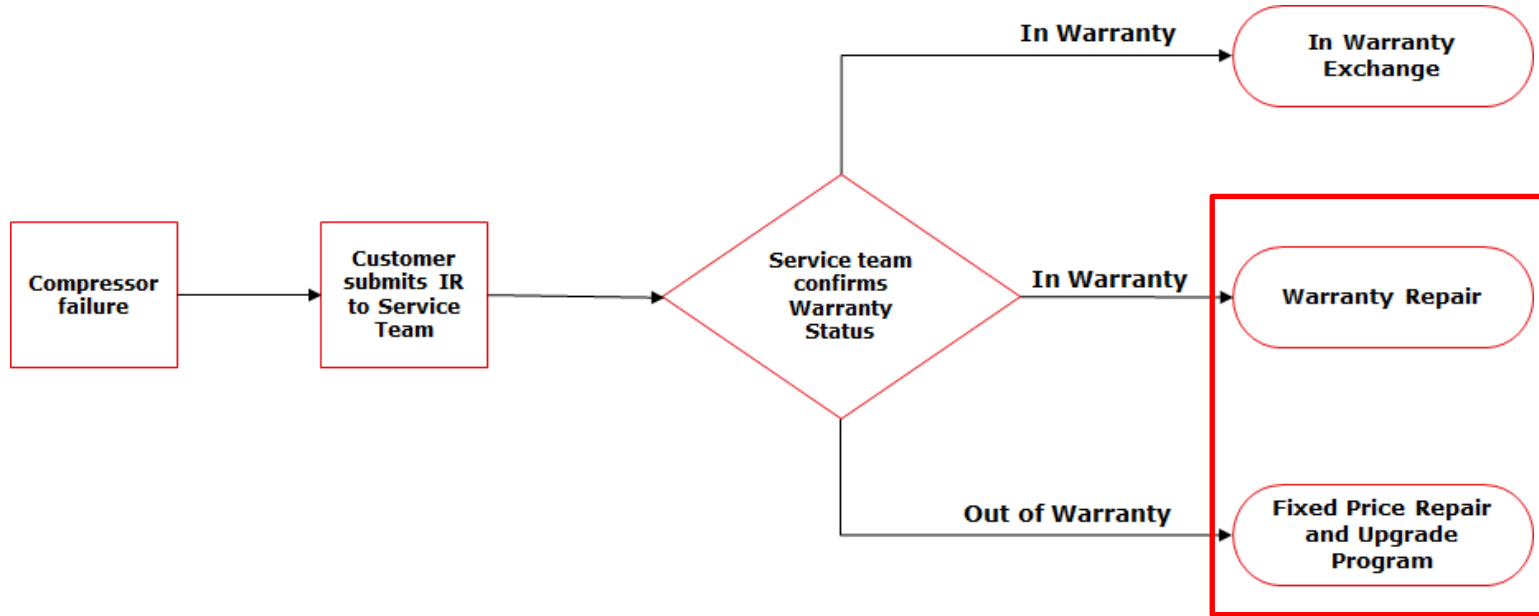 Compressor
failure
Customer
submits IR
to Service
Team
Service team
confirms
Warranty
Status
In Warranty
In Warranty
Exchange
In Warranty
Warranty Repair
Out of Warranty
Fixed Price Repair
and Upgrade
Program